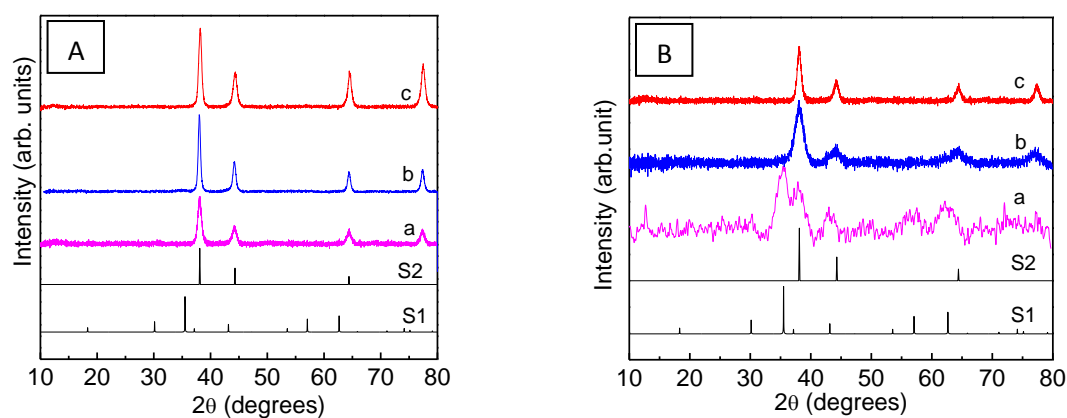 A
Intensity (arb. units)
c
b
a
S2
S1
10 20 30 40 50 60 70 80
2θ (degrees)
B
Intensity (arb.unit)
c
b
a
S2
S1
10 20 30 40 50 60 70 80
2θ (degrees)